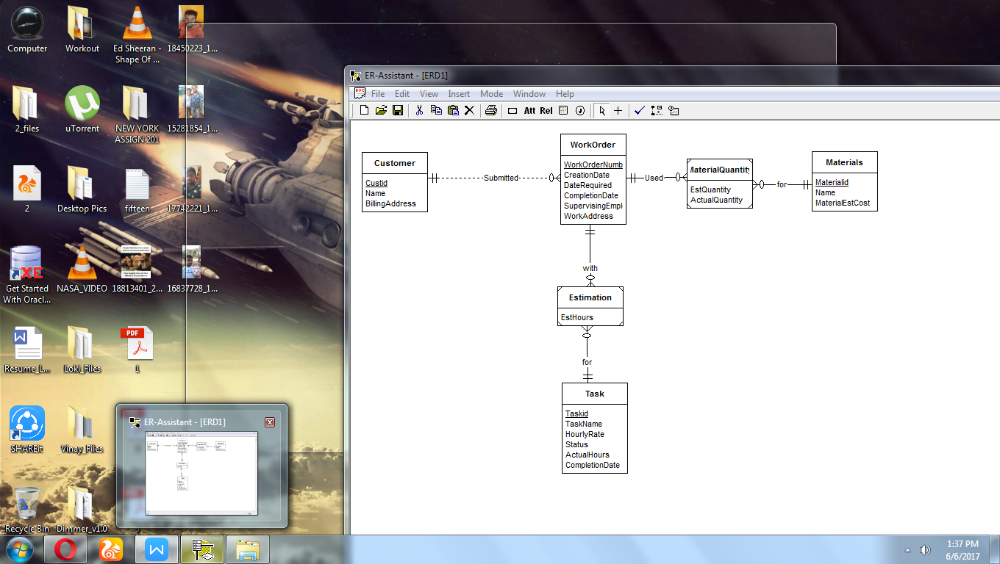 Computer
Workout
Ed Sheeran -
Shape Of ...
18450223_1...
2_files
uTorrent
NEW YORK
ASSIGN 201
15281854_1...
2
Desktop Pics
fifteen
17742221_1...
XE
Get Started
With Oracl...
NASA_VIDEO
18813401_2...
16837728_1...
W
Resume_L...
Loki_Files
PDF
1
SHAREit
Vinay_Files
Recycle Bin
Dimmer_v1.0
ER-Assistant - [ERD1]
ER-Assistant - [ERD1]
DOC
File Edit View Insert Mode Window Help
Att Rel J
Customer
Custid
Name
BillingAddress
Submitted
WorkOrder
WorkOrderNumb
CreationDate
DateRequired
CompletionDate
SupervisingEmpl
WorkAddress
Used
MaterialQuantity
EstQuantity
ActualQuantity
for
Materials
Materialid
Name
MaterialEstCost
with
Estimation
EstHours
for
Task
Taskid
TaskName
HourlyRate
Status
ActualHours
CompletionDate
W
1:37 PM
6/6/2017